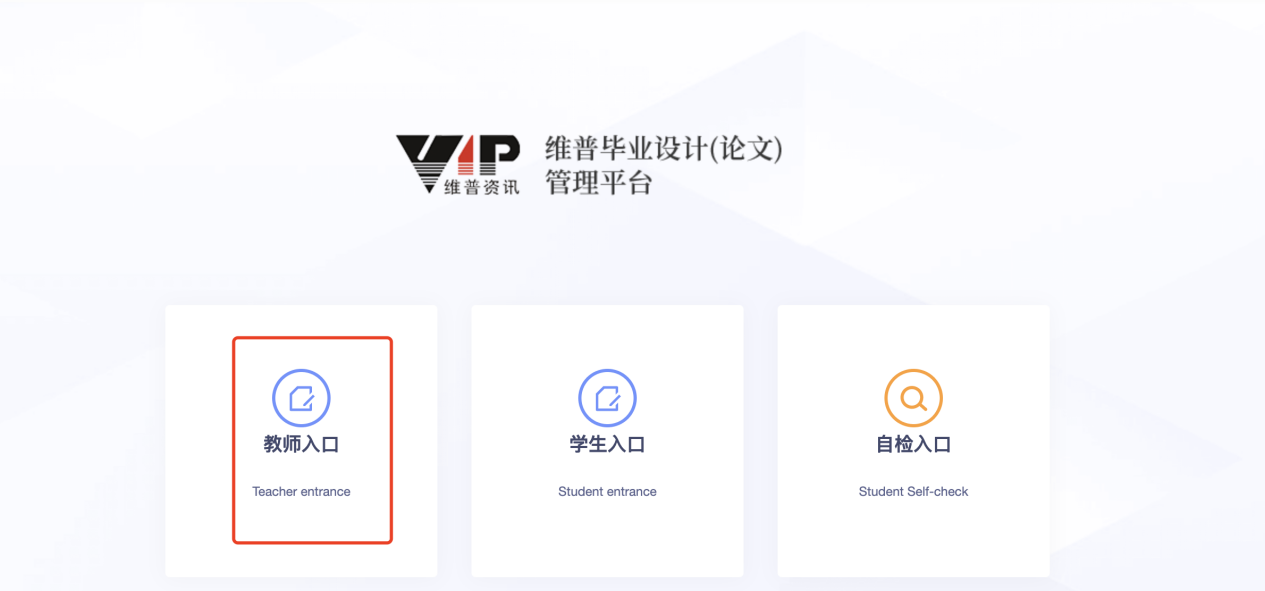 VIP
维普资讯
维普毕业设计(论文)
管理平台
教师入口
Teacher entrance
学生入口
Student entrance
自检入口
Student Self-check